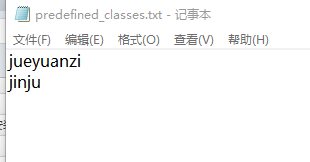 predefined_classes.txt - 记事本
文件(F) 编辑(E) 格式(O) 查看(V) 帮助(H)
jueyuanzi
jinju